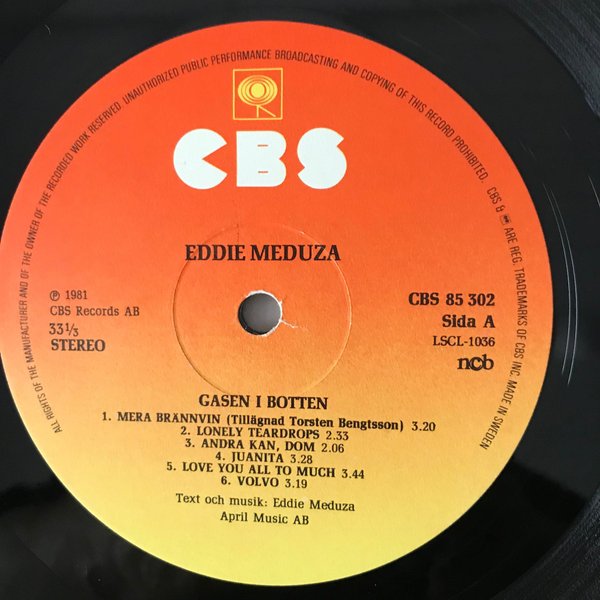 ALL RIGHTS OF THE MANUFACTURER AND OF THE OWNER OF THE RECORDED WORK RESERVED. UNAUTHORIZED PUBLIC PERFORMANCE BROADCASTING AND COPYING OF THIS RECORD PROHIBITED. CBS & ARE REG. TRADEMARKS OF CBS INC. MADE IN SWEDEN
CBS
EDDIE MEDUZA
℗ 1981
CBS Records AB
33⅓
STEREO
CBS 85 302
Sida A
LSCL-1036
ncb
GASEN I BOTTEN
1. MERA BRÄNNVIN (Tillägnad Torsten Bengtsson) 3.20
2. LONELY TEARDROPS 2.33
3. ANDRA KAN, DOM 2.06
4. JUANITA 3.28
5. LOVE YOU ALL TO MUCH 3.44
6. VOLVO 3.19
Text och musik: Eddie Meduza
April Music AB